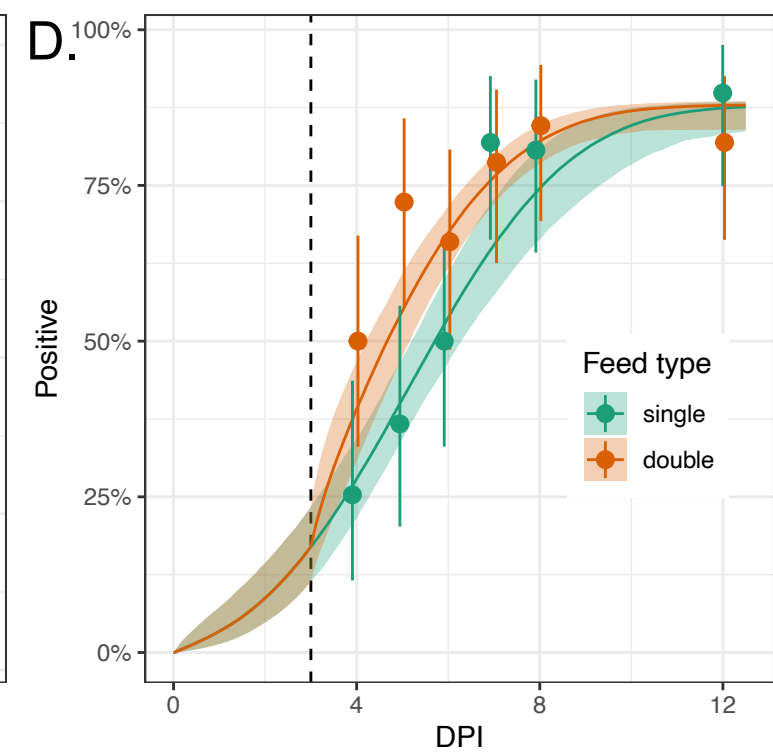 D.
100%
75%
50%
25%
0%
Positive
Feed type
single
double
0 4 8 12
DPI